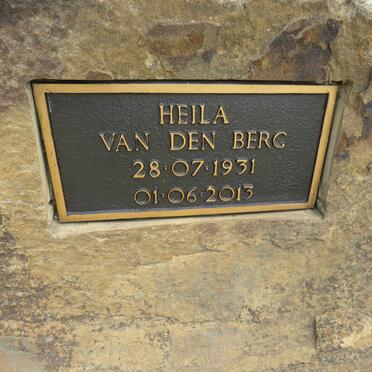 HEILA
VAN DEN BERG
28·07·1931
01·06·2013